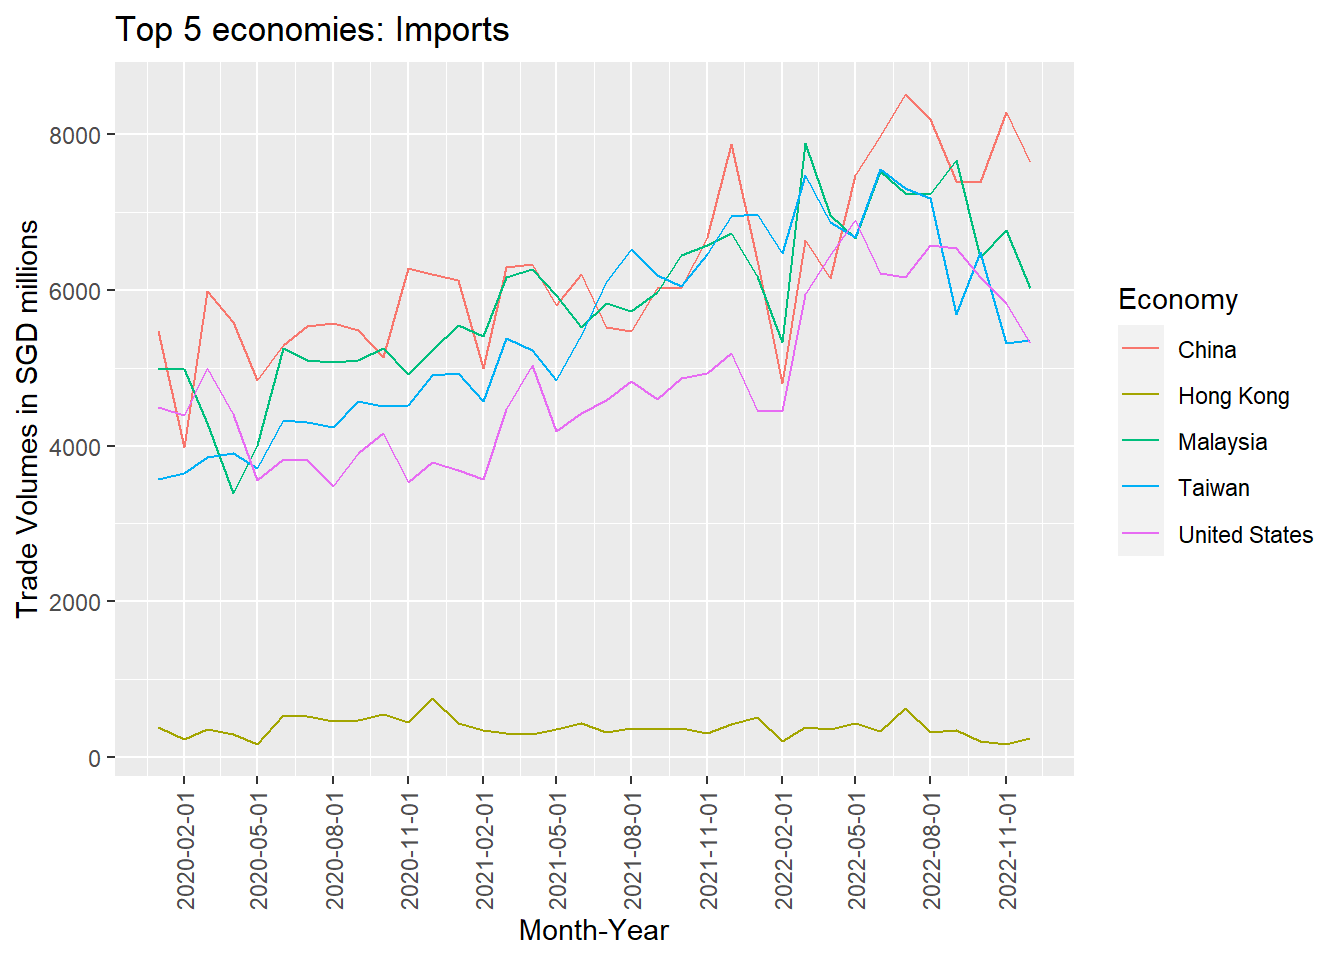 Top 5 economies: Imports
Trade Volumes in SGD millions
8000
6000
4000
2000
0
2020-02-01
2020-05-01
2020-08-01
2020-11-01
2021-02-01
2021-05-01
2021-08-01
2021-11-01
2022-02-01
2022-05-01
2022-08-01
2022-11-01
Month-Year
Economy
China
Hong Kong
Malaysia
Taiwan
United States